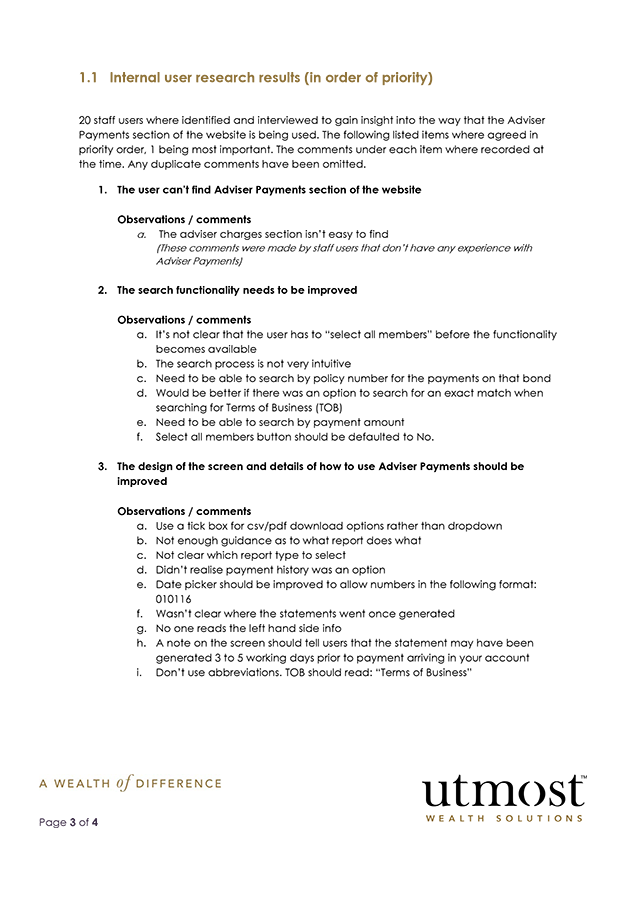 1.1 Internal user research results (in order of priority)
20 staff users where identified and interviewed to gain insight into the way that the Adviser
Payments section of the website is being used. The following listed items where agreed in
priority order, 1 being most important. The comments under each item where recorded at
the time. Any duplicate comments have been omitted.
1. The user can't find Adviser Payments section of the website
Observations / comments
a. The adviser charges section isn't easy to find
(These comments were made by staff users that don't have any experience with
Adviser Payments)
2. The search functionality needs to be improved
Observations / comments
a. It's not clear that the user has to "select all members" before the functionality
becomes available
b. The search process is not very intuitive
c. Need to be able to search by policy number for the payments on that bond
d. Would be better if there was an option to search for an exact match when
searching for Terms of Business (TOB)
e. Need to be able to search by payment amount
f. Select all members button should be defaulted to No.
3. The design of the screen and details of how to use Adviser Payments should be
improved
Observations / comments
a. Use a tick box for csv/pdf download options rather than dropdown
b. Not enough guidance as to what report does what
c. Not clear which report type to select
d. Didn't realise payment history was an option
e. Date picker should be improved to allow numbers in the following format:
010116
f. Wasn't clear where the statements went once generated
g. No one reads the left hand side info
h. A note on the screen should tell users that the statement may have been
generated 3 to 5 working days prior to payment arriving in your account
i. Don't use abbreviations. TOB should read: "Terms of Business"
A WEALTH of DIFFERENCE
utmost™
WEALTH SOLUTIONS
Page 3 of 4